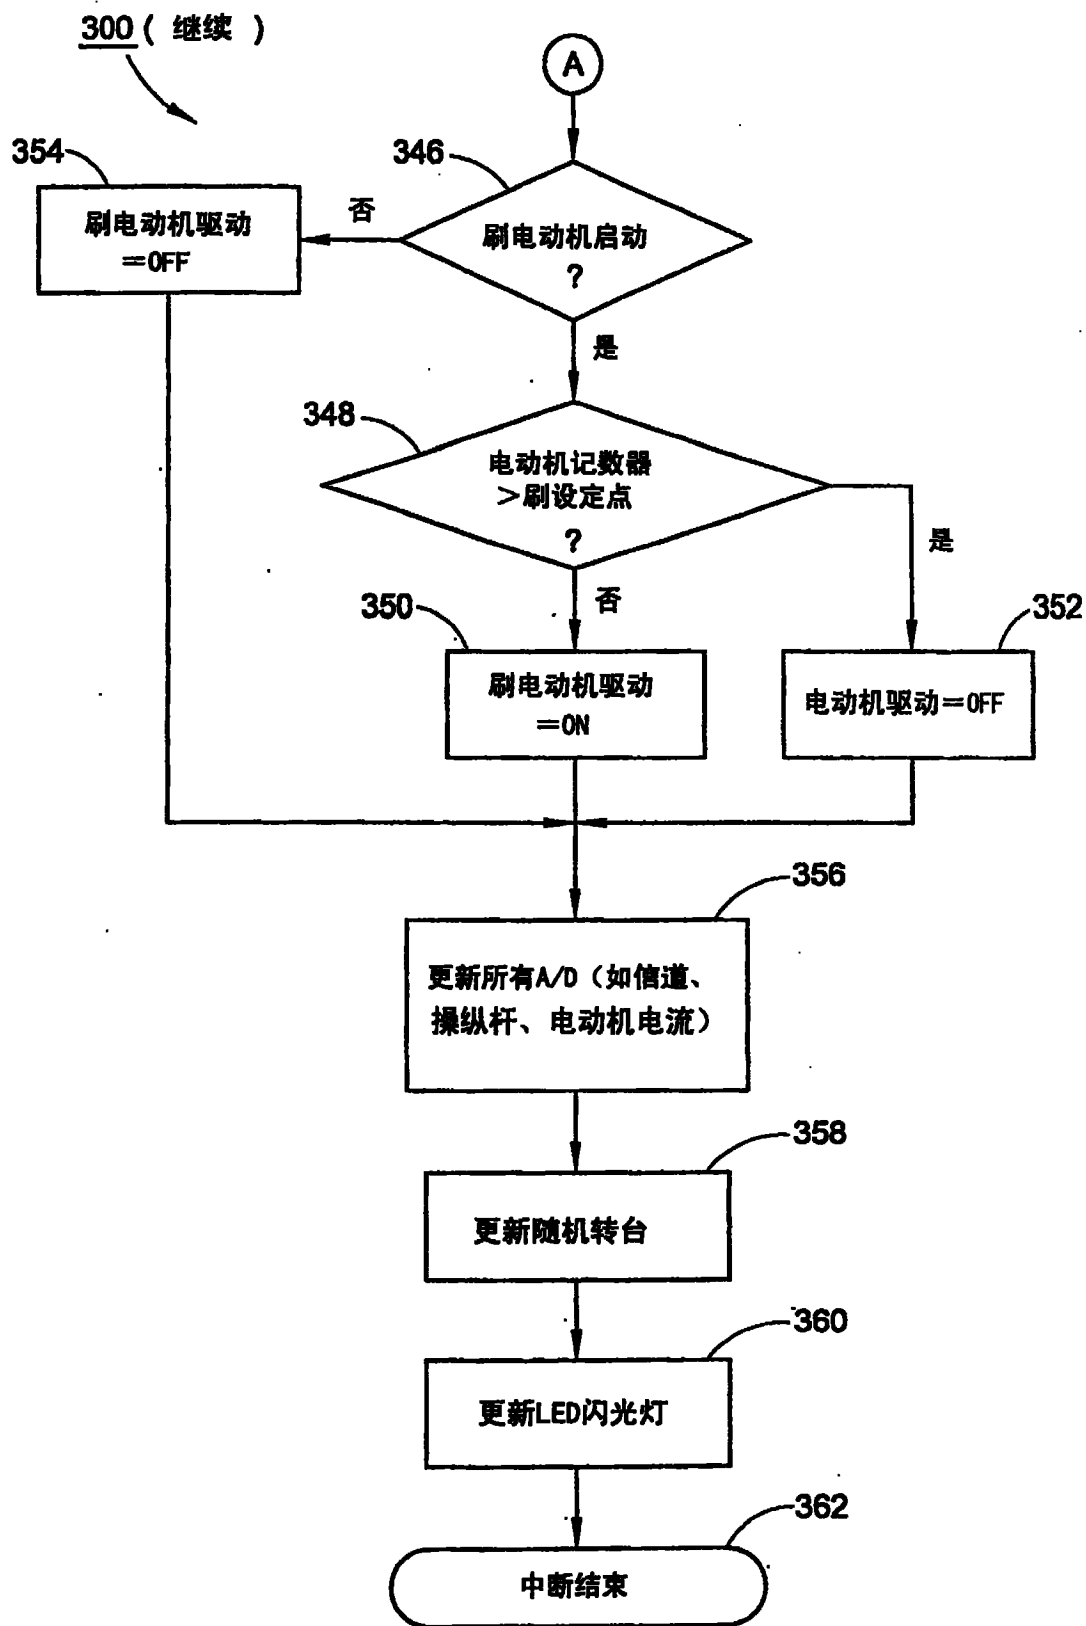 300 ( 继续 )
A
354
346
刷电动机驱动
=OFF
否
刷电动机启动
?
是
348
电动机记数器
>刷设定点
?
是
否
350
352
刷电动机驱动
=ON
电动机驱动=OFF
356
更新所有A/D（如信道、
操纵杆、电动机电流）
358
更新随机转台
360
更新LED闪光灯
362
中断结束